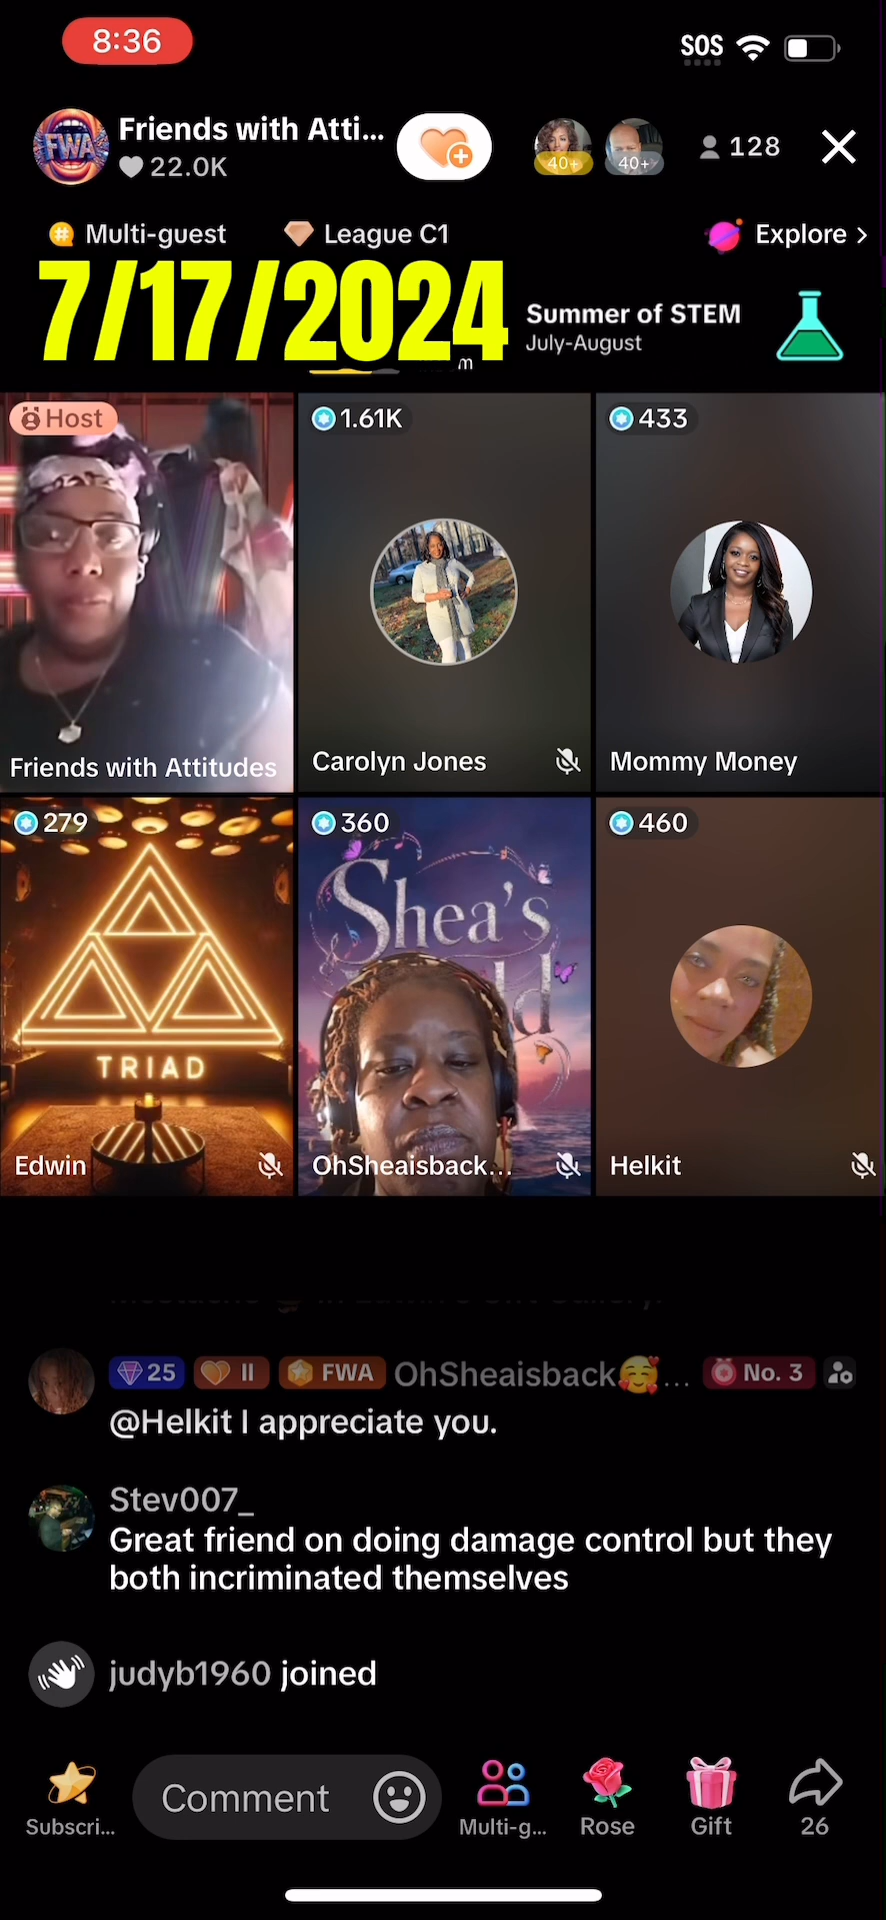 8:36
SOS
FWA
Friends with Atti...
22.0K
40+
40+
128
Multi-guest
League C1
Explore >
7/17/2024
Summer of STEM
July-August
m
Host
1.61K
433
Friends with Attitudes
Carolyn Jones
Mommy Money
279
360
460
Shea's
TRIAD
Edwin
OhSheaisback...
Helkit
25
II
FWA
OhSheaisback🥰...
No. 3
@Helkit I appreciate you.
Stev007_
Great friend on doing damage control but they
both incriminated themselves
judyb1960 joined
Subscri...
Comment
Multi-g...
Rose
Gift
26